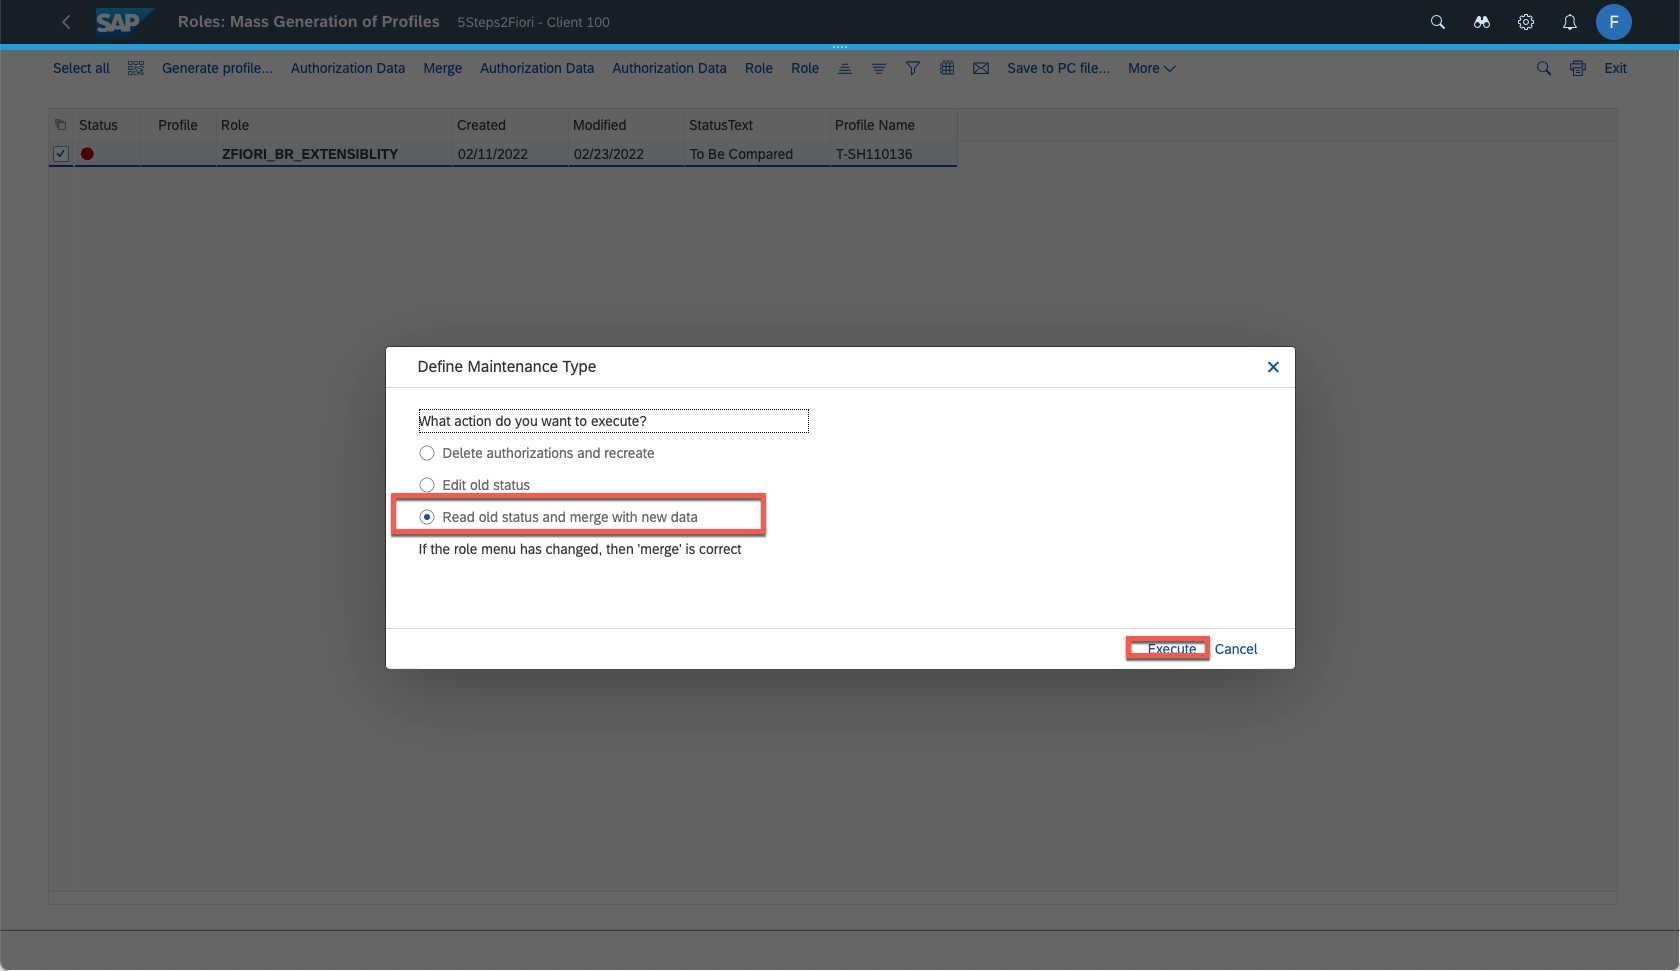 SAP Roles: Mass Generation of Profiles 5Steps2Fiori - Client 100 F
Select all Generate profile... Authorization Data Merge Authorization Data Authorization Data Role Role Save to PC file... More Exit
Status Profile Role Created Modified StatusText Profile Name
ZFIORI_BR_EXTENSIBLITY 02/11/2022 02/23/2022 To Be Compared T-SH110136
Define Maintenance Type
What action do you want to execute?
Delete authorizations and recreate
Edit old status
Read old status and merge with new data
If the role menu has changed, then 'merge' is correct
Execute Cancel